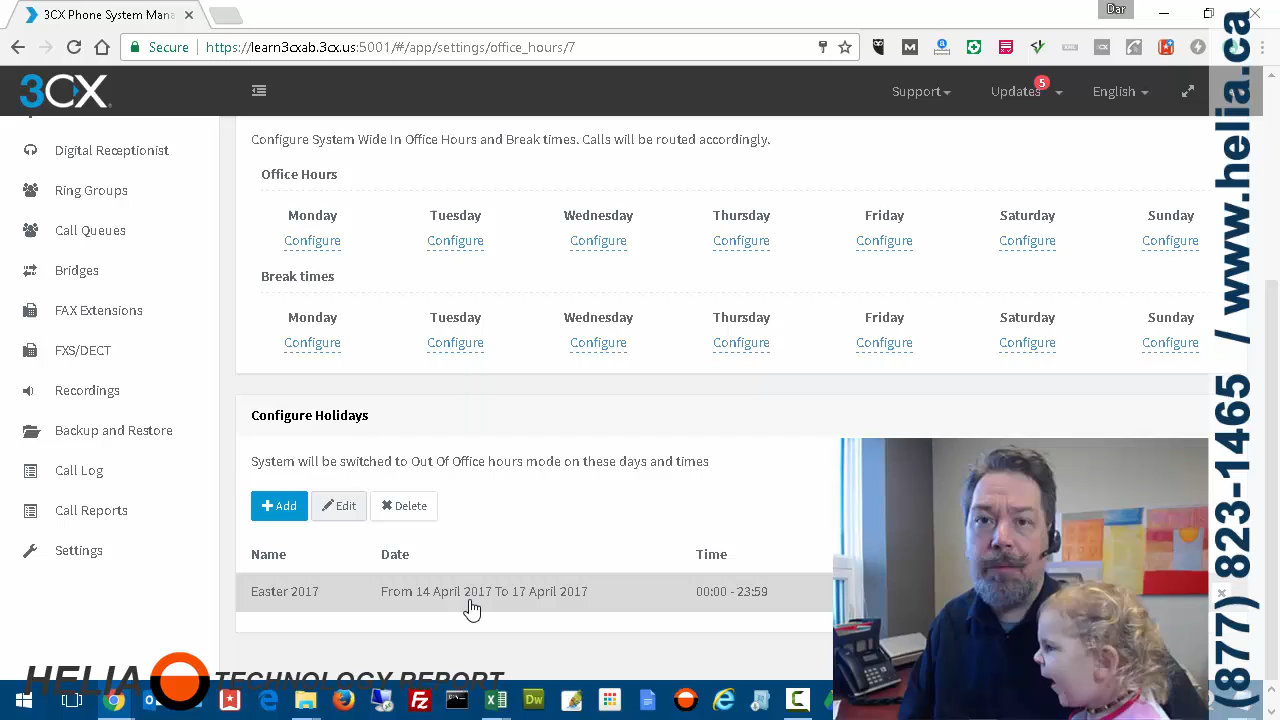 3CX Phone System Mana
Dar
Secure
https://learn3cxab.3cx.us:5001/#/app/settings/office_hours/7
3CX
Support
Updates
5
English
Configure System Wide In Office Hours and Break
Calls will be routed accordingly.
Digital Receptionist
Ring Groups
Call Queues
Bridges
FAX Extensions
FXS/DECT
Recordings
Backup and Restore
Call Log
Call Reports
Settings
Office Hours
Monday Tuesday Wednesday Thursday Friday Saturday Sunday
Configure Configure Configure Configure Configure Configure Configure
Break times
Monday Tuesday Wednesday Thursday Friday Saturday Sunday
Configure Configure Configure Configure Configure Configure Configure
Configure Holidays
System will be switched to Out Of Office hours mode on these days and times
Add Edit Delete
Name Date Time
Easter 2017 From 14 April 2017 To April 2017 00:00 - 23:59
HELIA TECHNOLOGY REPORT
(877) 823-1465 / www.helia.ca